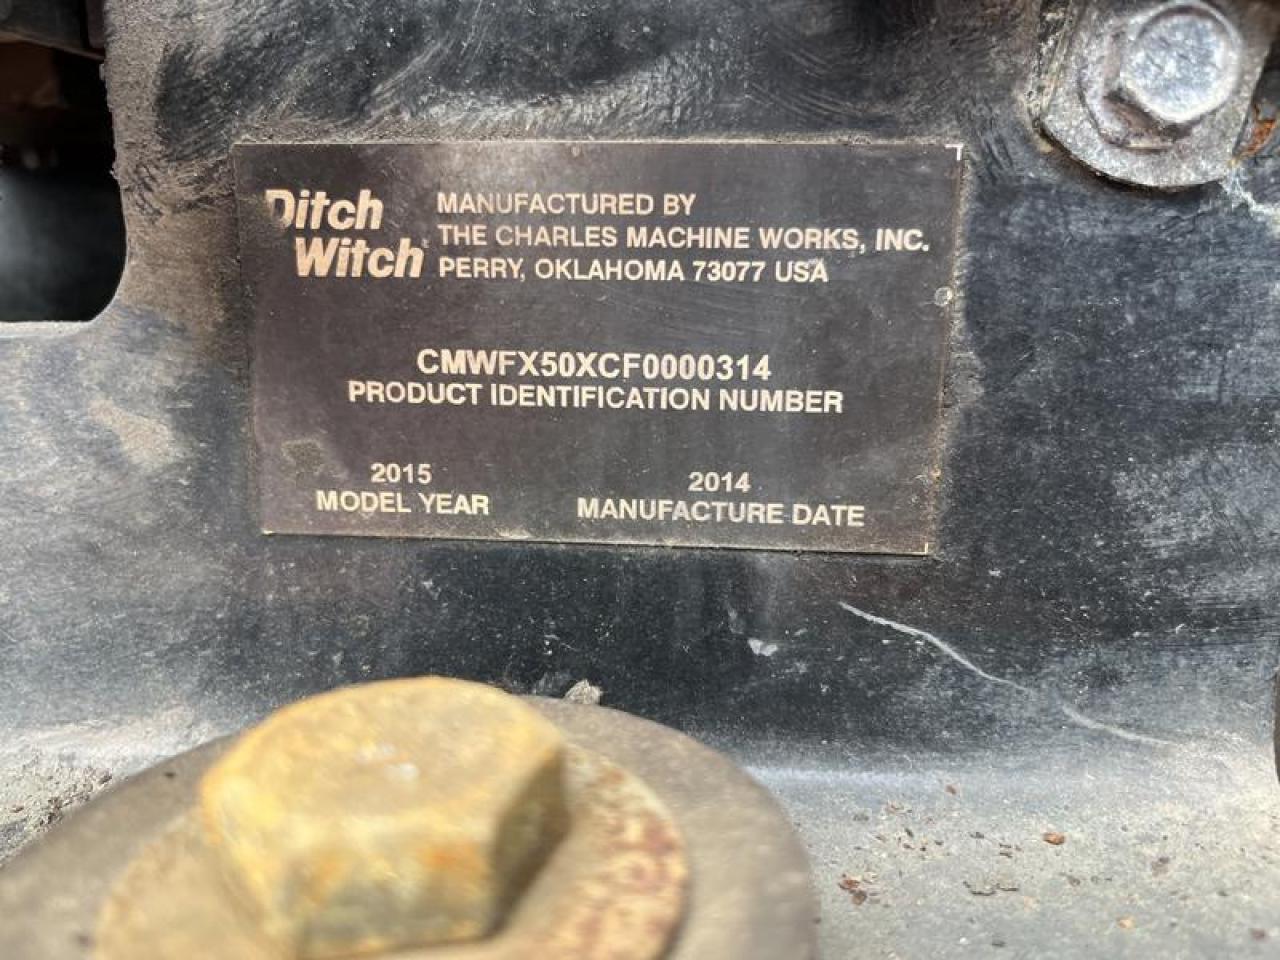 Ditch
Witch
MANUFACTURED BY
THE CHARLES MACHINE WORKS, INC.
PERRY, OKLAHOMA 73077 USA
CMWFX50XCF0000314
PRODUCT IDENTIFICATION NUMBER
2015
MODEL YEAR
2014
MANUFACTURE DATE